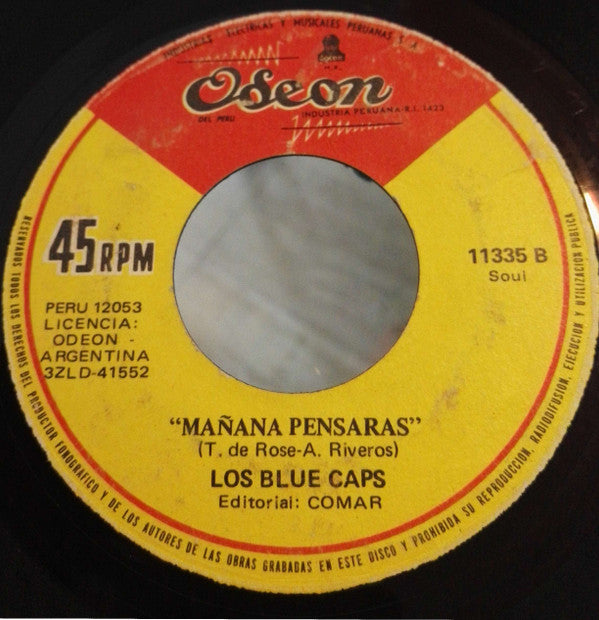 INDUSTRIAS ELECTRICAS Y MUSICALES PERUANAS S.A.
Odeon
DEL PERU
INDUSTRIA PERUANA-R.I. 1423
45 RPM
11335 B
Soul
PERU 12053
LICENCIA:
ODEON -
ARGENTINA
3ZLD-41552
"MAÑANA PENSARAS"
(T. de Rose-A. Riveros)
LOS BLUE CAPS
Editorial: COMAR
RESERVADOS TODOS LOS DERECHOS DEL PRODUCTOR FONOGRAFICO Y DE LOS AUTORES DE LAS OBRAS GRABADAS EN ESTE DISCO Y PROHIBIDA SU REPRODUCCION, RADIODIFUSION, EJECUCION Y UTILIZACION PUBLICA